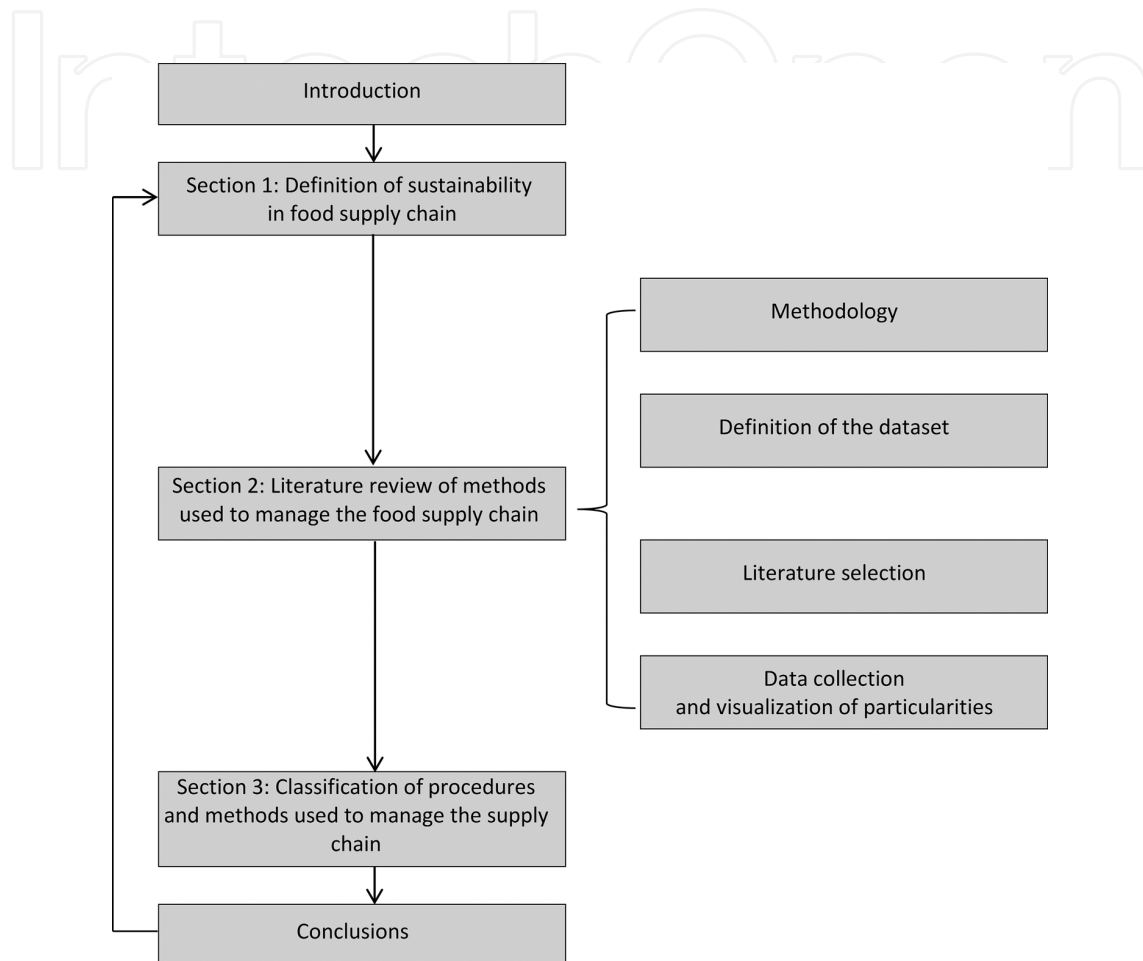 IntechOpen
Introduction
Section 1: Definition of sustainability
in food supply chain
Section 2: Literature review of methods
used to manage the food supply chain
Methodology
Definition of the dataset
Literature selection
Data collection
and visualization of particularities
Section 3: Classification of procedures
and methods used to manage the supply
chain
Conclusions